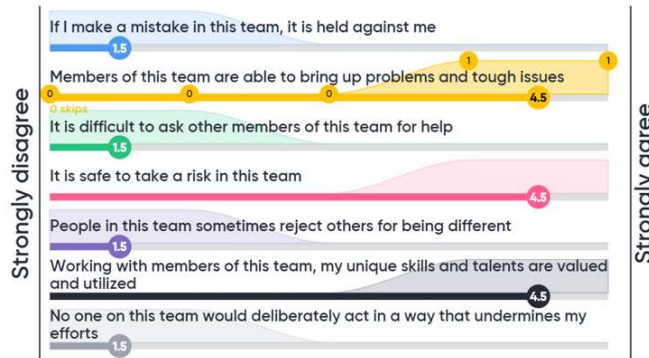 If I make a mistake in this team, it is held against me
1.5
1
1
Members of this team are able to bring up problems and tough issues
0
0
0
4.5
0 skips
It is difficult to ask other members of this team for help
1.5
It is safe to take a risk in this team
4.5
People in this team sometimes reject others for being different
1.5
Working with members of this team, my unique skills and talents are valued
and utilized
4.5
No one on this team would deliberately act in a way that undermines my
efforts
1.5
Strongly disagree
Strongly agree